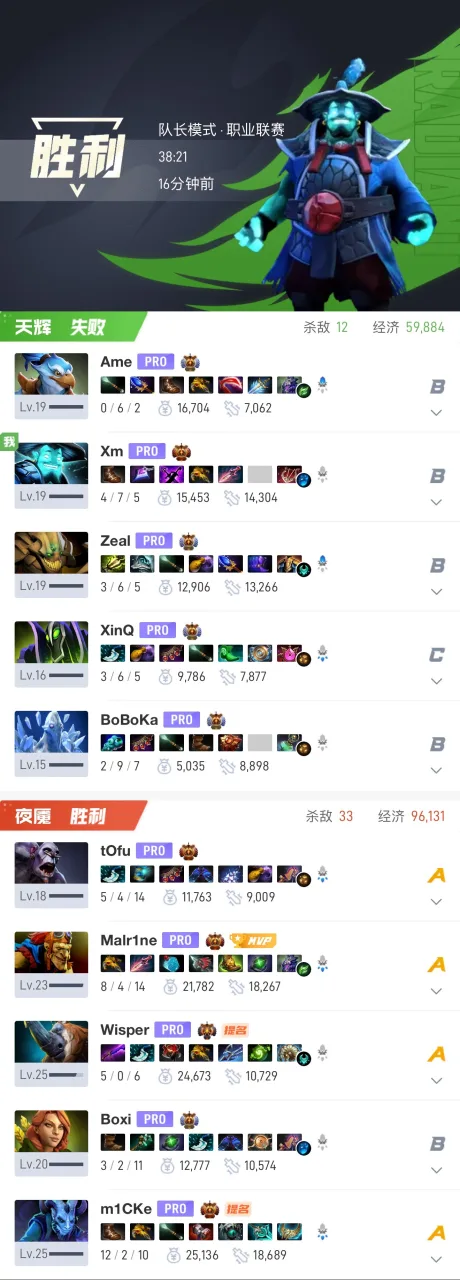 胜利
队长模式 · 职业联赛
38:21
16分钟前
RADIANT
天辉 失败 杀敌 12 经济 59,884
Ame PRO
Lv.19 0 / 6 / 2 16,704 7,062 B
我
Xm PRO
Lv.19 4 / 7 / 5 15,453 14,304 B
Zeal PRO
Lv.19 3 / 6 / 5 12,906 13,266 B
XinQ PRO
Lv.16 3 / 6 / 5 9,786 7,877 C
BoBoKa PRO
Lv.15 2 / 9 / 7 5,035 8,898 B
夜魇 胜利 杀敌 33 经济 96,131
tOfu PRO
Lv.18 5 / 4 / 14 11,763 9,009 A
Malr1ne PRO MVP
Lv.23 8 / 4 / 14 21,782 18,267 A
Wisper PRO 提名
Lv.25 5 / 0 / 6 24,673 10,729 A
Boxi PRO
Lv.20 3 / 2 / 11 12,777 10,574 B
m1CKe PRO 提名
Lv.25 12 / 2 / 10 25,136 18,689 A